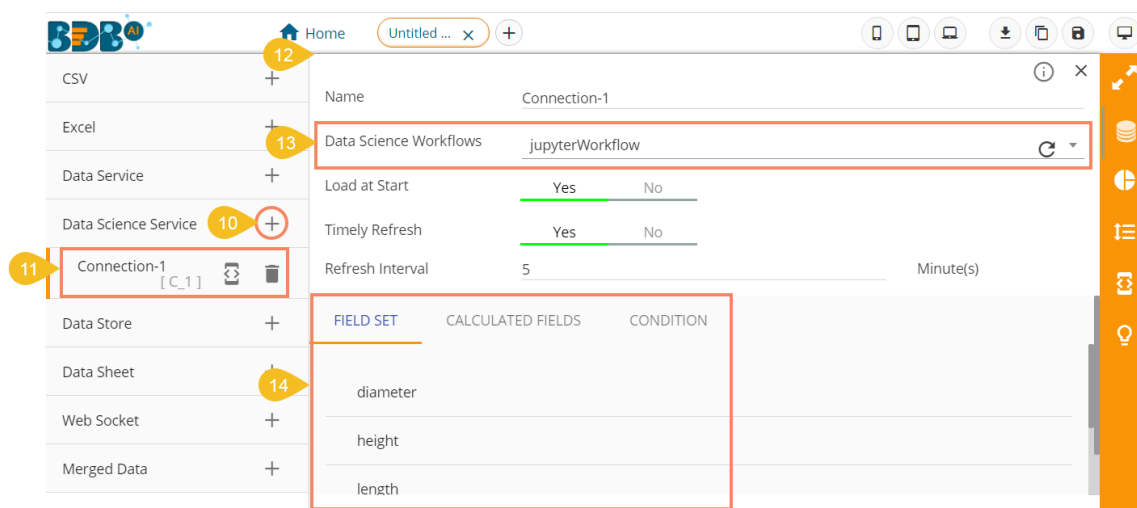 BDB AI
Home
Untitled ... x
12
CSV
Name
Connection-1
Excel
13
Data Science Workflows
jupyterWorkflow
Data Service
Load at Start
Yes
No
Data Science Service
10
Timely Refresh
Yes
No
11
Connection-1
[ C_1 ]
Refresh Interval
5
Minute(s)
Data Store
FIELD SET
CALCULATED FIELDS
CONDITION
Data Sheet
14
diameter
Web Socket
height
Merged Data
length